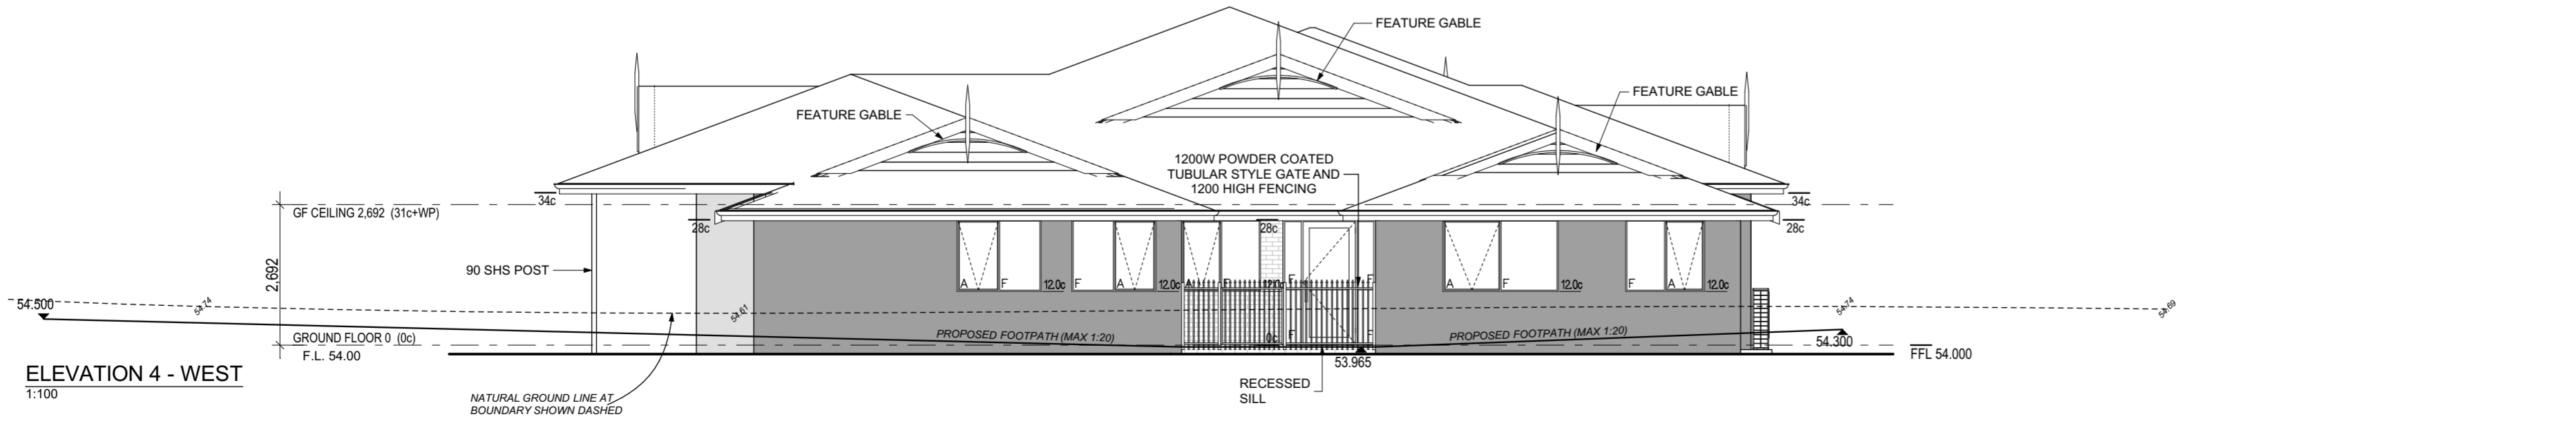 FEATURE GABLE
FEATURE GABLE
FEATURE GABLE
1200W POWDER COATED
TUBULAR STYLE GATE AND
1200 HIGH FENCING
34c
34c
GF CEILING 2,692 (31c+WP)
28c
28c
28c
2,692
90 SHS POST
A F 12.0c F A 12.0c A F 12.0c F F A F 12.0c F A 12.0c
54.500
54.74
54.61
54.74
54.69
GROUND FLOOR 0 (0c)
F.L. 54.00
PROPOSED FOOTPATH (MAX 1:20)
0c F F
PROPOSED FOOTPATH (MAX 1:20)
54.300
FFL 54.000
53.965
RECESSED
SILL
ELEVATION 4 - WEST
1:100
NATURAL GROUND LINE AT
BOUNDARY SHOWN DASHED